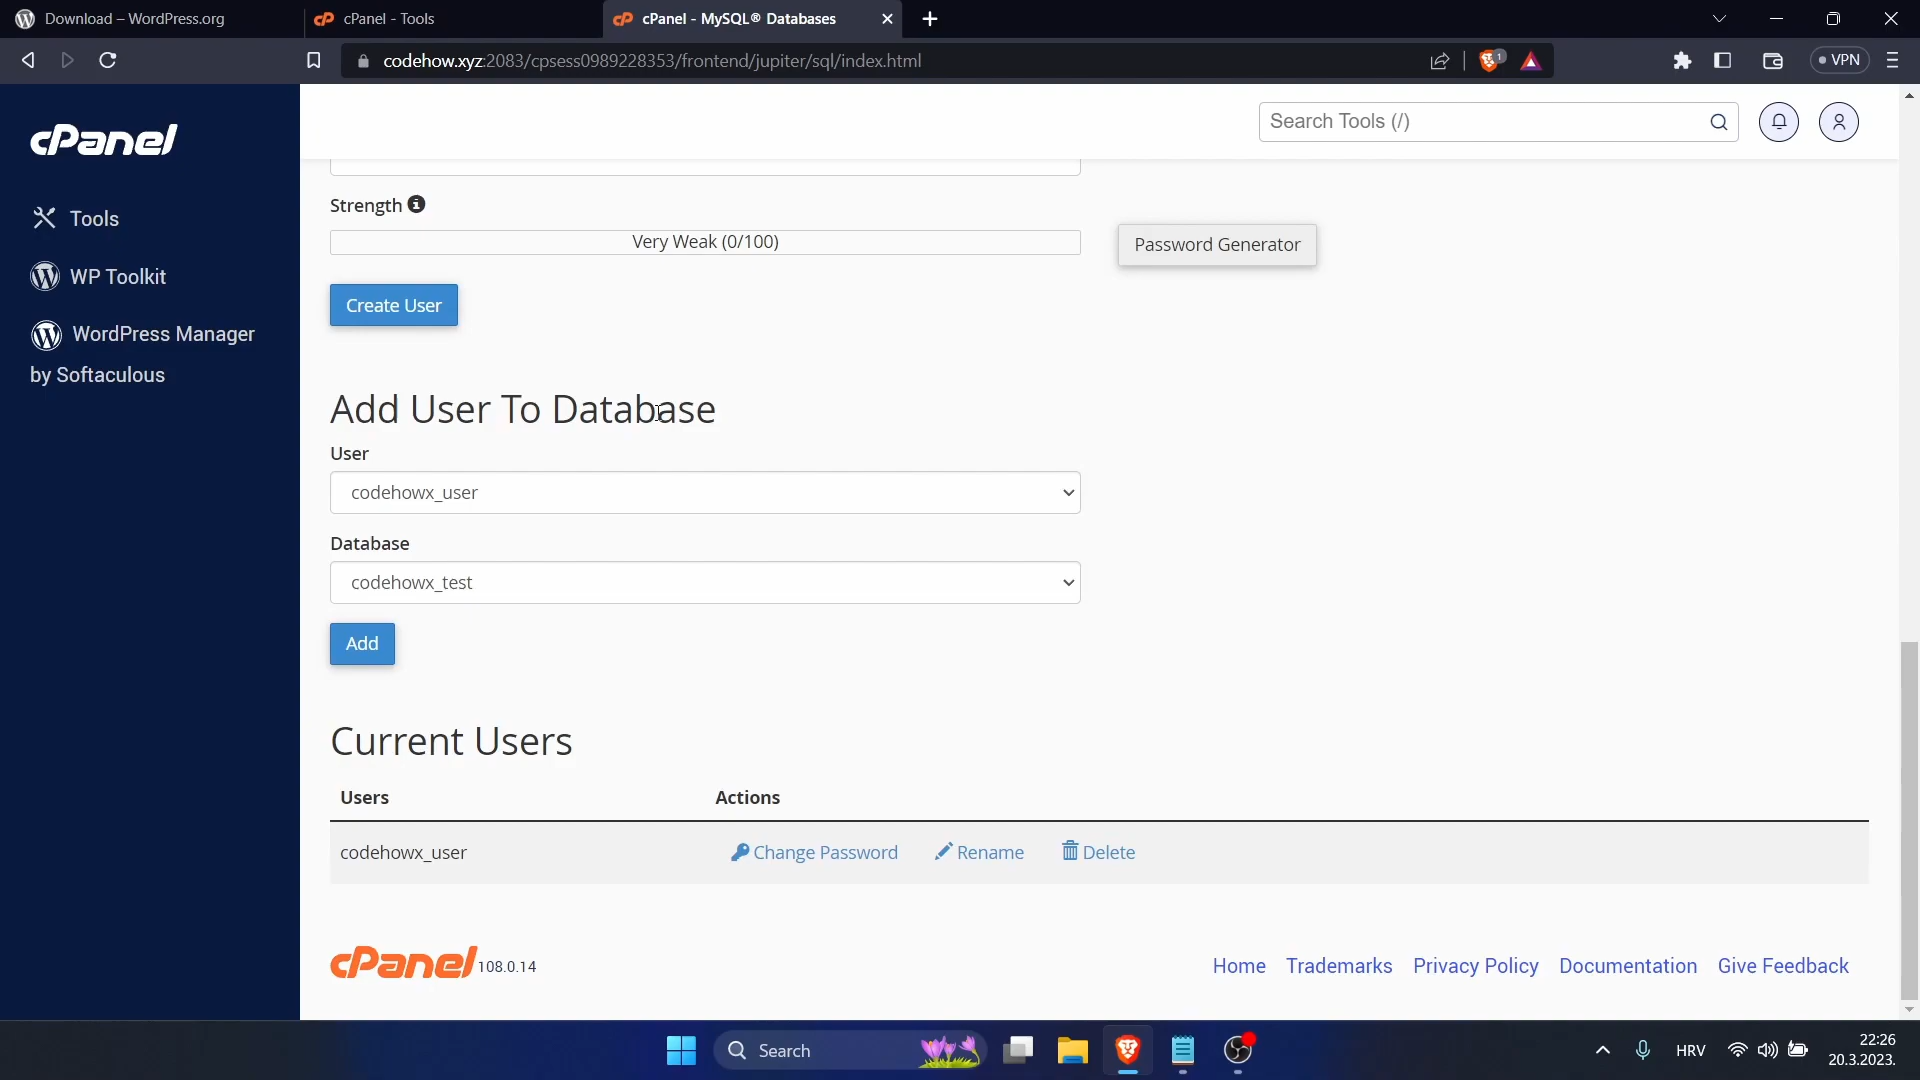 Download – WordPress.org
cPanel - Tools
cPanel - MySQL® Databases
codehow.xyz:2083/cpsess0989228353/frontend/jupiter/sql/index.html
1
VPN
cPanel
Search Tools (/)
Tools
WP Toolkit
WordPress Manager
by Softaculous
Strength
Very Weak (0/100)
Password Generator
Create User
Add User To Database
User
codehowx_user
Database
codehowx_test
Add
Current Users
Users Actions
codehowx_user Change Password Rename Delete
cPanel 108.0.14
Home Trademarks Privacy Policy Documentation Give Feedback
Search
HRV
22:26
20.3.2023.